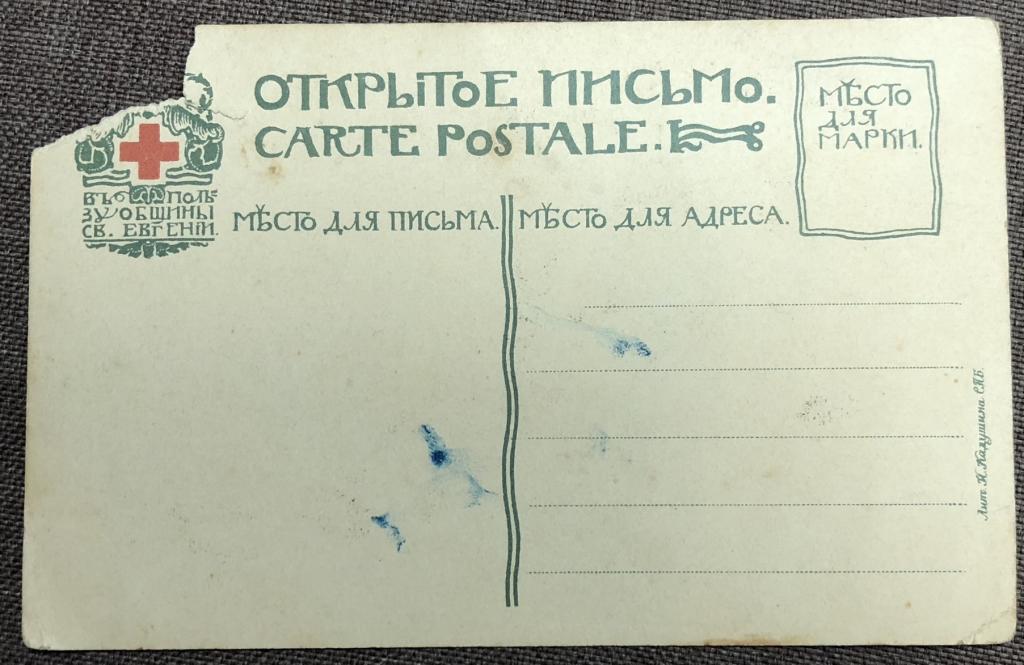 ОТКРЫТОЕ ПИСЬМО.
CARTE POSTALE.
МѢСТО
ДЛЯ
МАРКИ.
ВЪ ПОЛЬ=
ЗУ ОБЩИНЫ
СВ. ЕВГЕНІИ.
МѢСТО ДЛЯ ПИСЬМА.
МѢСТО ДЛЯ АДРЕСА.
Лит. Н. Кадушина СПБ.